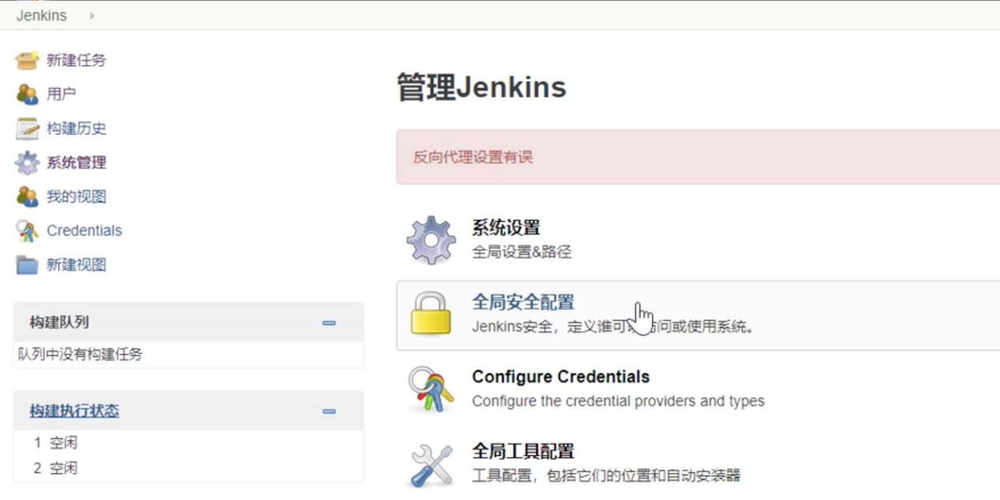 Jenkins
新建任务
用户
构建历史
系统管理
我的视图
Credentials
新建视图
构建队列
队列中没有构建任务
构建执行状态
1 空闲
2 空闲
管理Jenkins
反向代理设置有误
系统设置
全局设置&路径
全局安全配置
Jenkins安全，定义谁可 问或使用系统。
Configure Credentials
Configure the credential providers and types
全局工具配置
工具配置，包括它们的位置和自动安装器